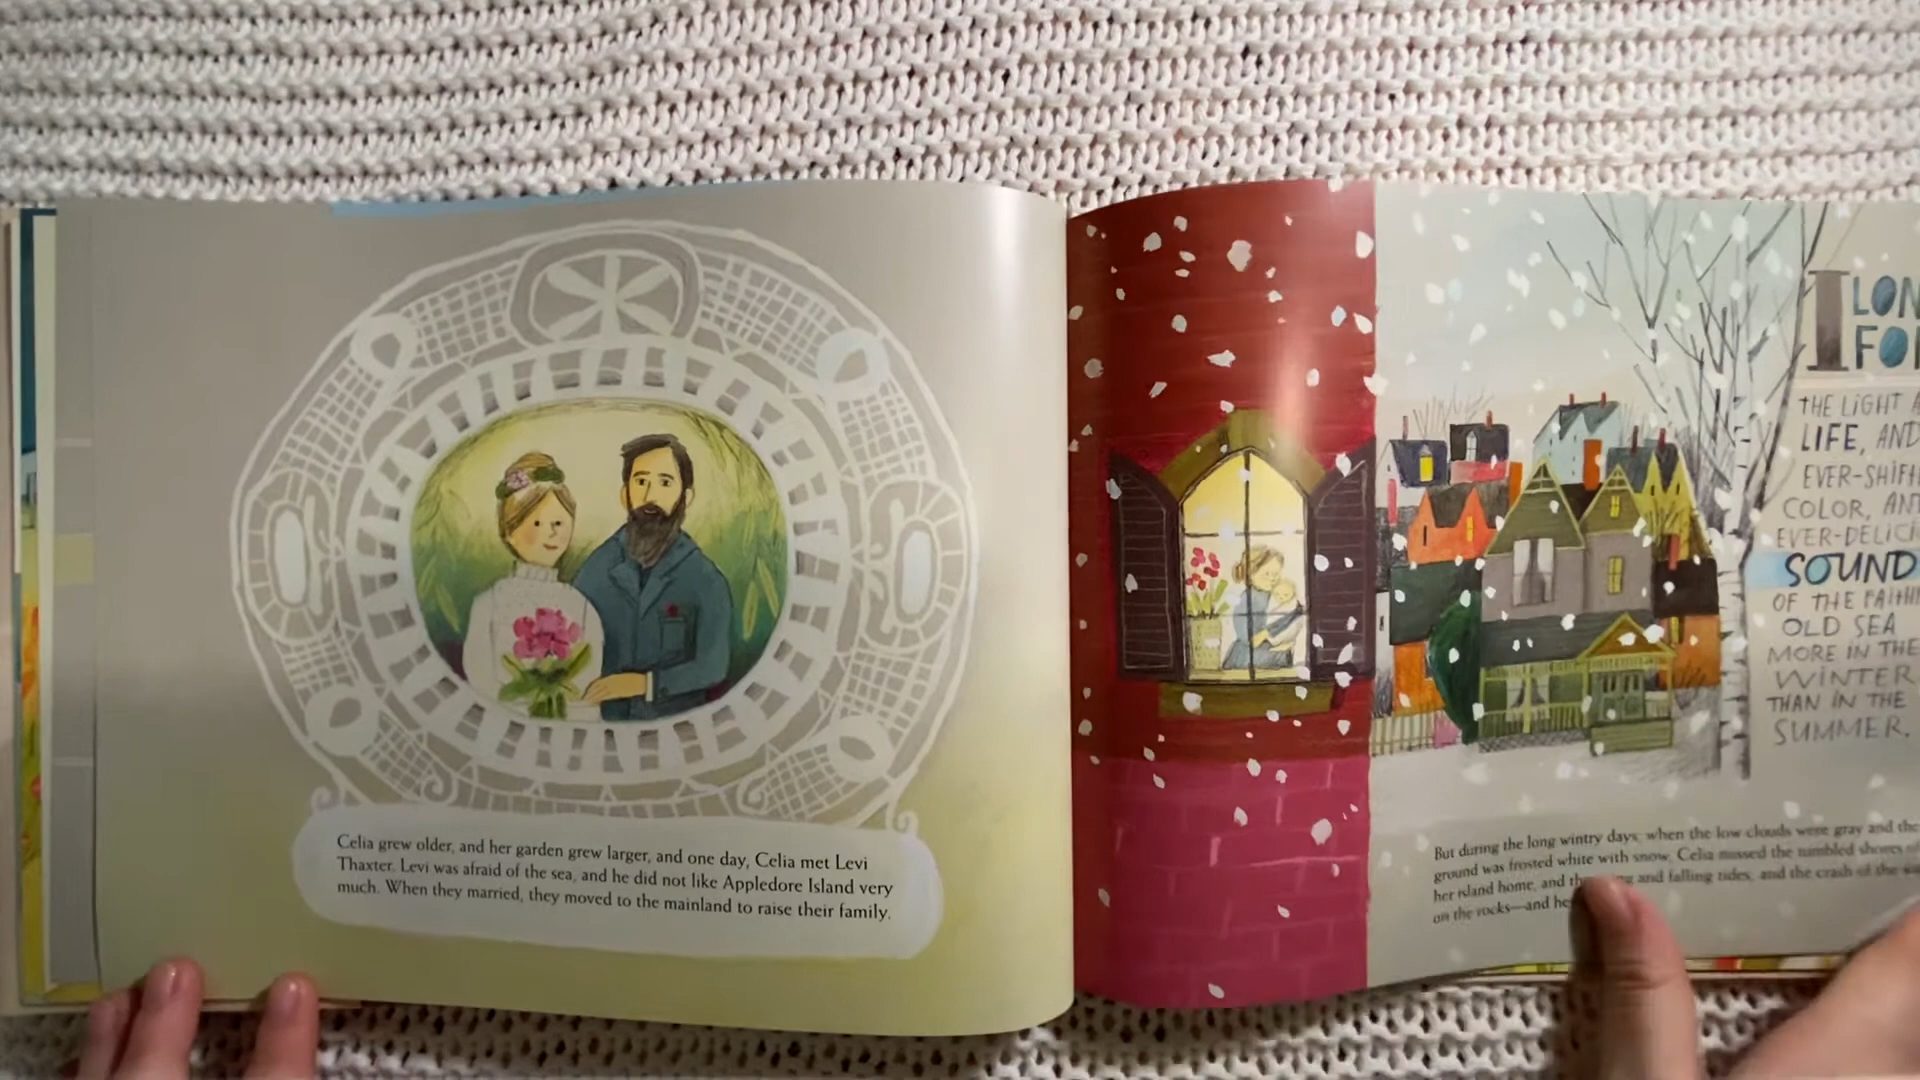 Celia grew older, and her garden grew larger, and one day, Celia met Levi
Thaxter. Levi was afraid of the sea, and he did not like Appledore Island very
much. When they married, they moved to the mainland to raise their family.
I LON
FO
THE LIGHT A
LIFE, AND
EVER-SHIF
COLOR, AN
EVER-DELICI
SOUND
OF THE FAITH
OLD SEA
MORE IN THE
WINTER
THAN IN THE
SUMMER.
But during the long wintry days, when the low clouds were gray and the
ground was frosted white with snow, Celia missed the tumbled shores
her island home, and and falling tides, and the crash of the
on the rocks—and he